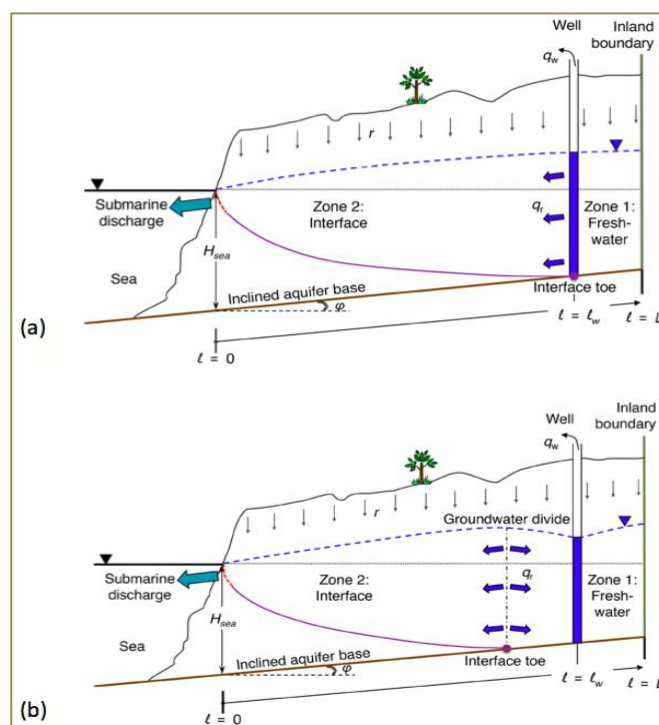 Well
Inland
boundary
q_w
r
Submarine
discharge
Zone 2:
Interface
q_r
Zone 1:
Fresh-
water
H_sea
Sea
Inclined aquifer base
φ
Interface toe
(a)
ℓ = 0
ℓ = ℓ_w
ℓ = L
Well
Inland
boundary
q_w
r
Groundwater divide
Submarine
discharge
Zone 2:
Interface
q_r
Zone 1:
Fresh-
water
H_sea
Sea
Inclined aquifer base
φ
Interface toe
(b)
ℓ = 0
ℓ = ℓ_w
ℓ = L